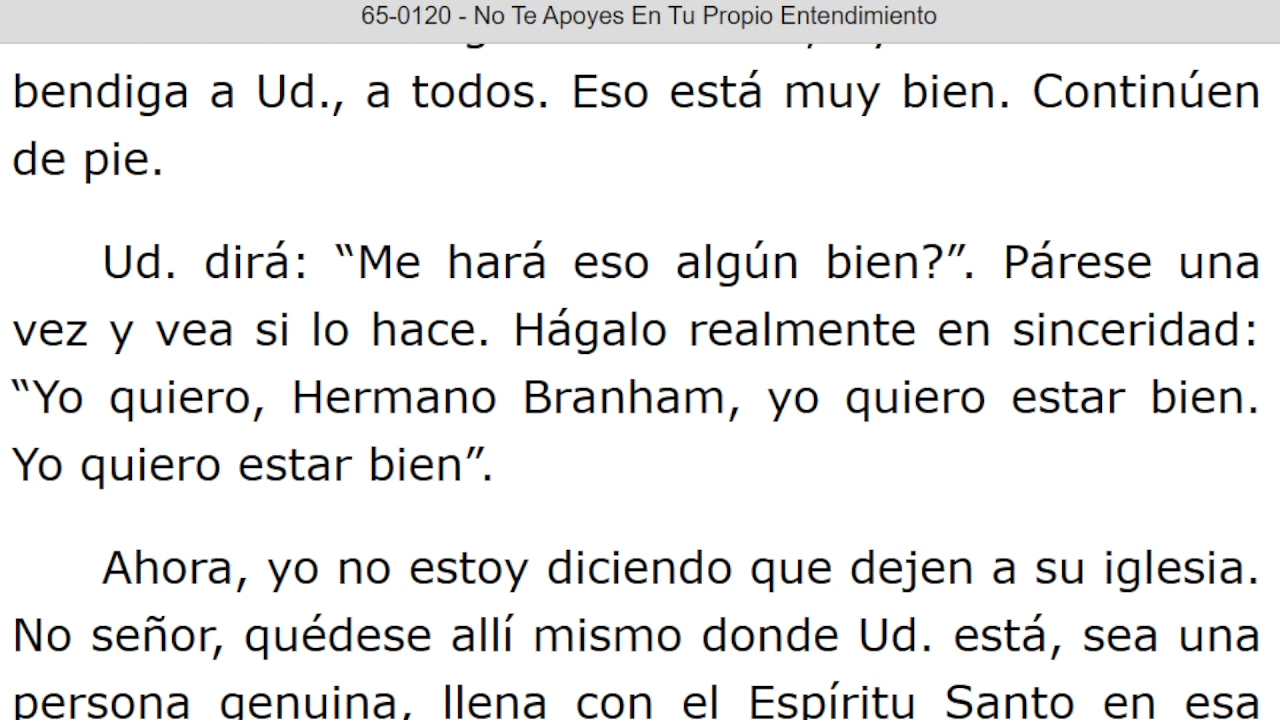 65-0120 - No Te Apoyes En Tu Propio Entendimiento
bendiga a Ud., a todos. Eso está muy bien. Continúen
de pie.
Ud. dirá: “Me hará eso algún bien?”. Párese una
vez y vea si lo hace. Hágalo realmente en sinceridad:
“Yo quiero, Hermano Branham, yo quiero estar bien.
Yo quiero estar bien”.
Ahora, yo no estoy diciendo que dejen a su iglesia.
No señor, quédese allí mismo donde Ud. está, sea una
persona genuina, llena con el Espíritu Santo en esa